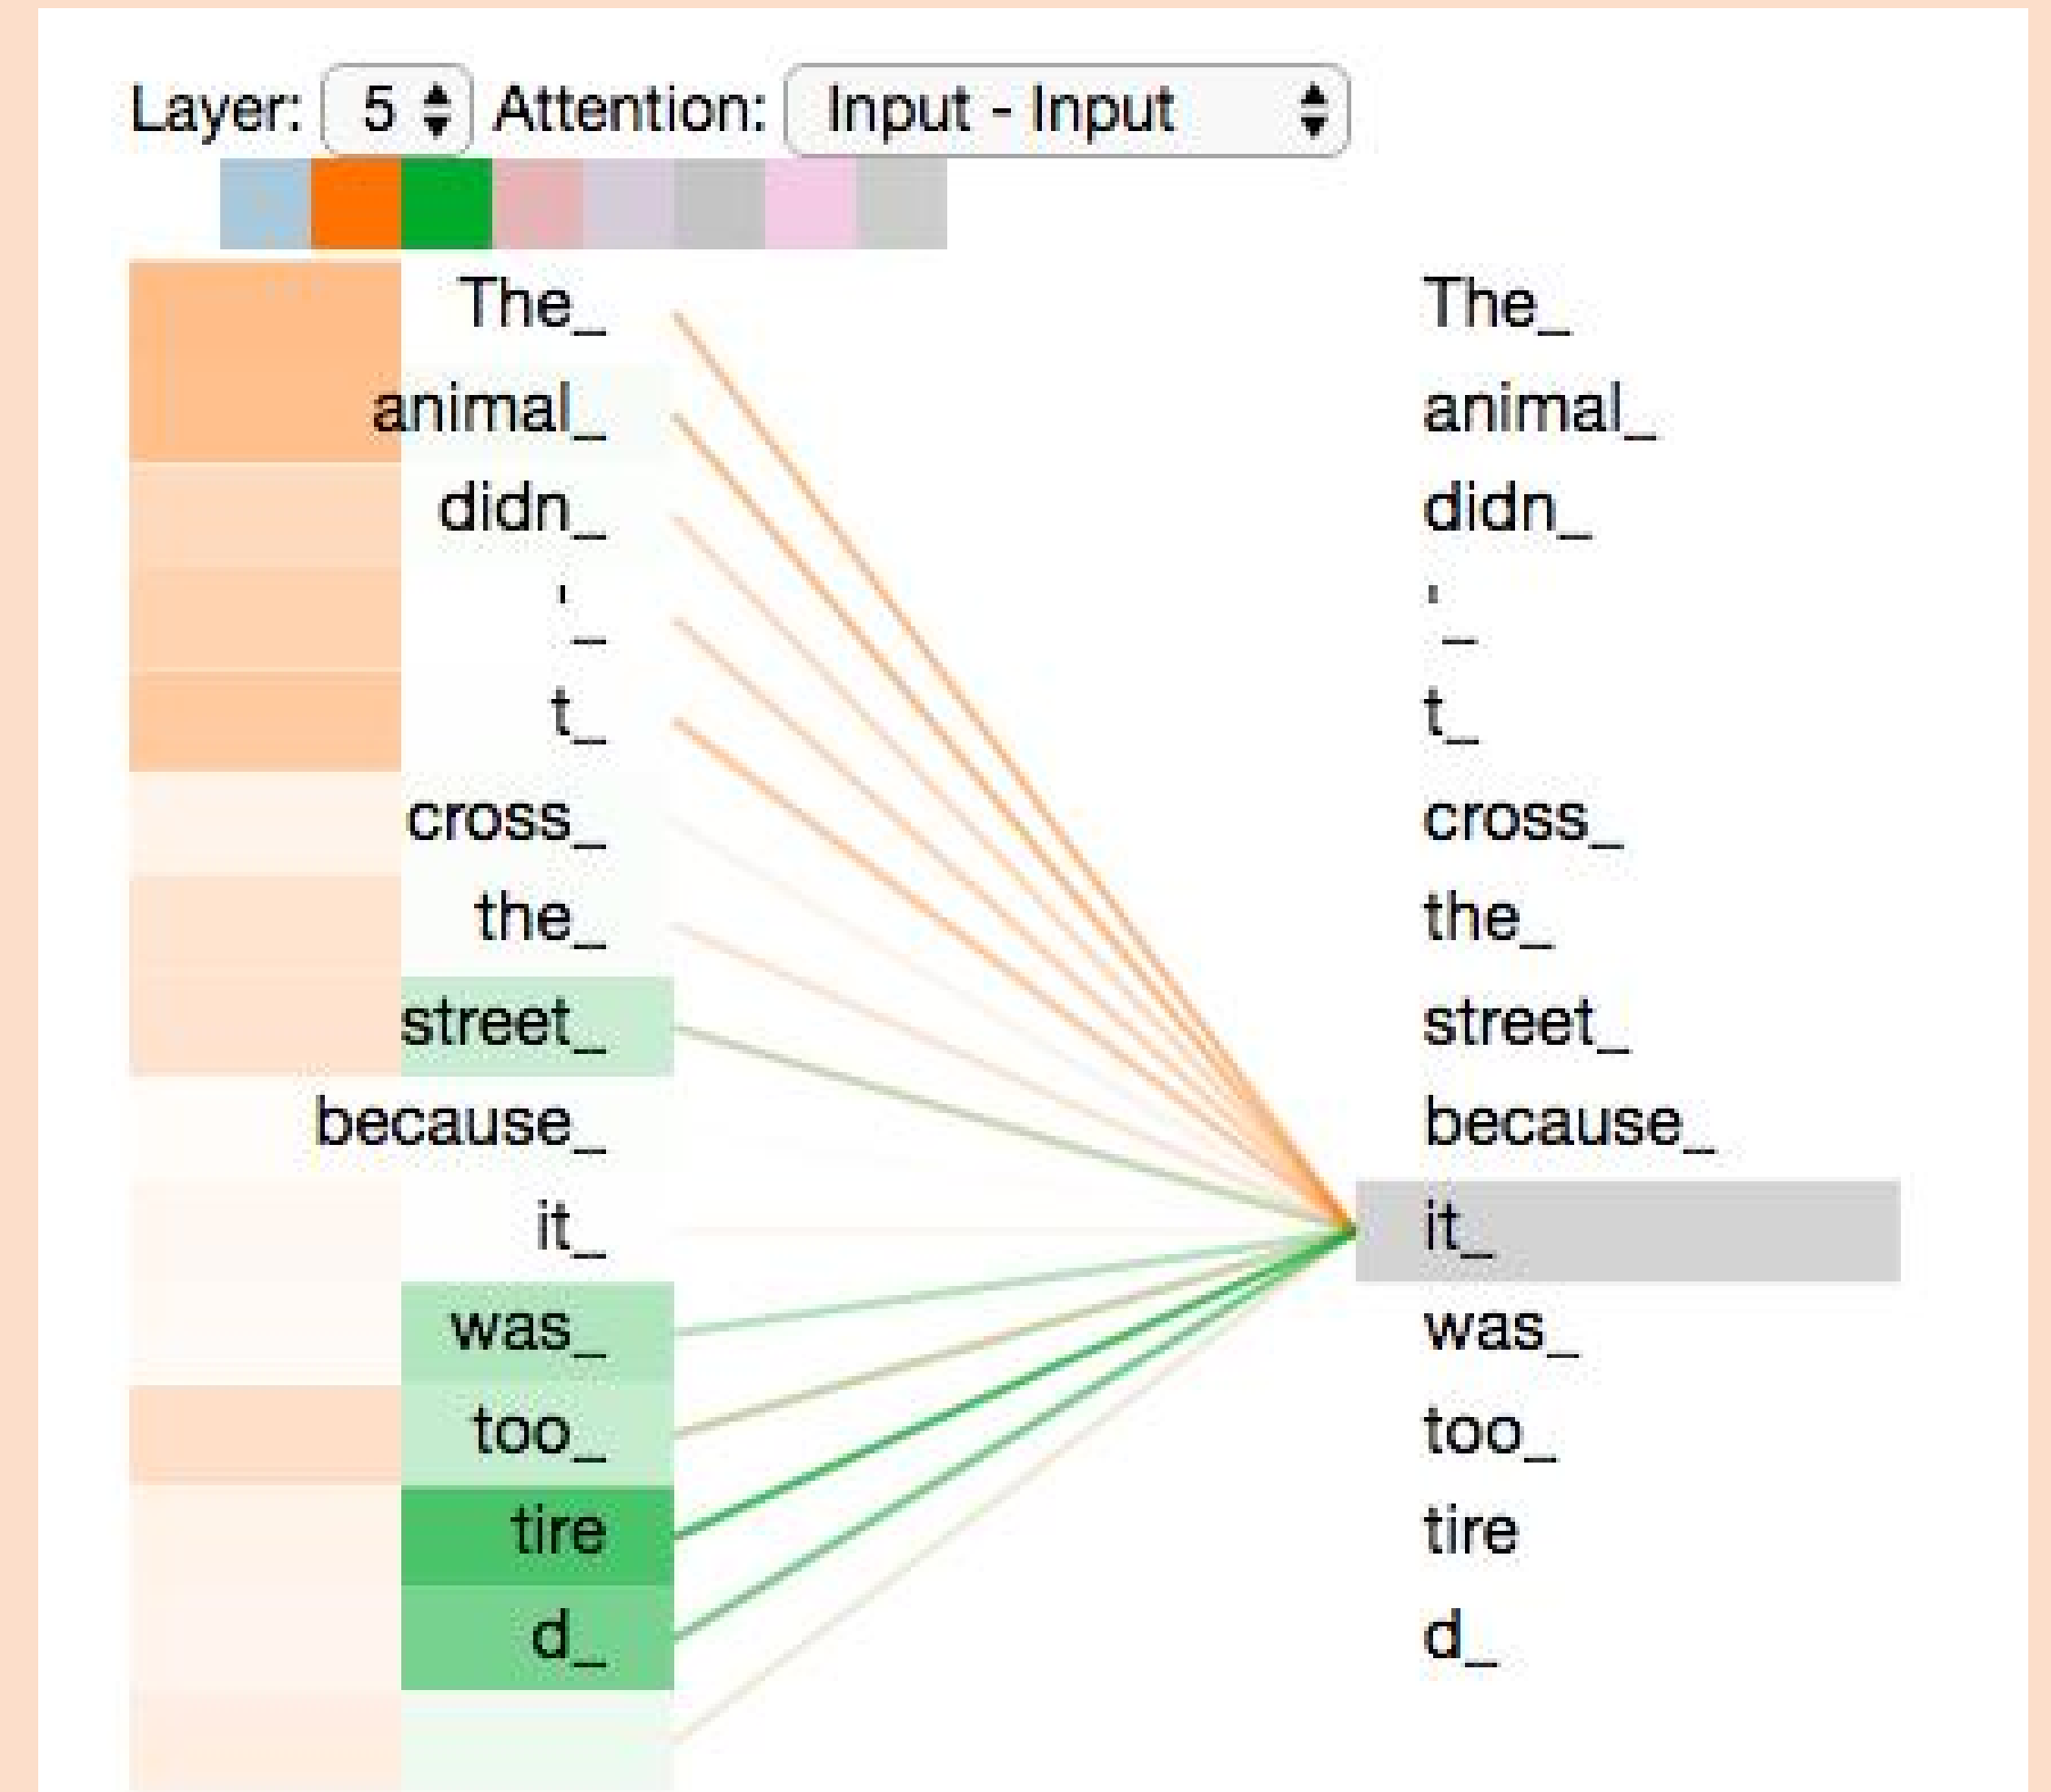 Layer: 5 Attention: Input - Input
The_ The_
animal_ animal_
didn_ didn_
'_ '_
t_ t_
cross_ cross_
the_ the_
street_ street_
because_ because_
it_ it_
was_ was_
too_ too_
tire tire
d_ d_